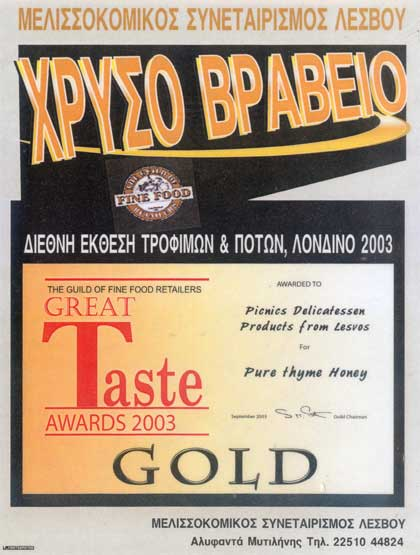 ΜΕΛΙΣΣΟΚΟΜΙΚΟΣ ΣΥΝΕΤΑΙΡΙΣΜΟΣ ΛΕΣΒΟΥ
ΧΡΥΣΟ ΒΡΑΒΕΙΟ
FINE FOOD
ΔΙΕΘΝΗ ΕΚΘΕΣΗ ΤΡΟΦΙΜΩΝ & ΠΟΤΩΝ, ΛΟΝΔΙΝΟ 2003
THE GUILD OF FINE FOOD RETAILERS
GREAT
Taste
AWARDS 2003
AWARDED TO
Picnics Delicatessen
Products from Lesvos
For
Pure thyme Honey
September 2003
Guild Chairman
GOLD
ΜΕΛΙΣΣΟΚΟΜΙΚΟΣ ΣΥΝΕΤΑΙΡΙΣΜΟΣ ΛΕΣΒΟΥ
Αλυφαντά Μυτιλήνης Τηλ. 22510 44824